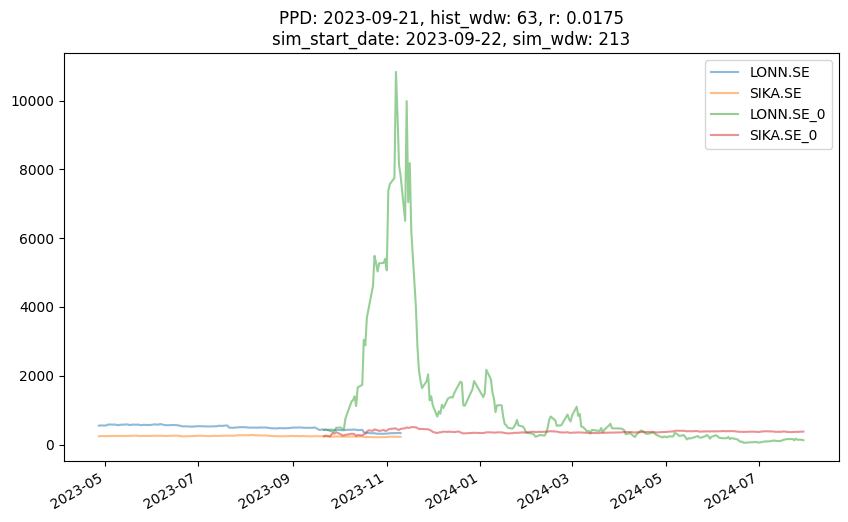 PPD: 2023-09-21, hist_wdw: 63, r: 0.0175
sim_start_date: 2023-09-22, sim_wdw: 213
LONN.SE
SIKA.SE
LONN.SE_0
SIKA.SE_0
10000
8000
6000
4000
2000
0
2023-05
2023-07
2023-09
2023-11
2024-01
2024-03
2024-05
2024-07